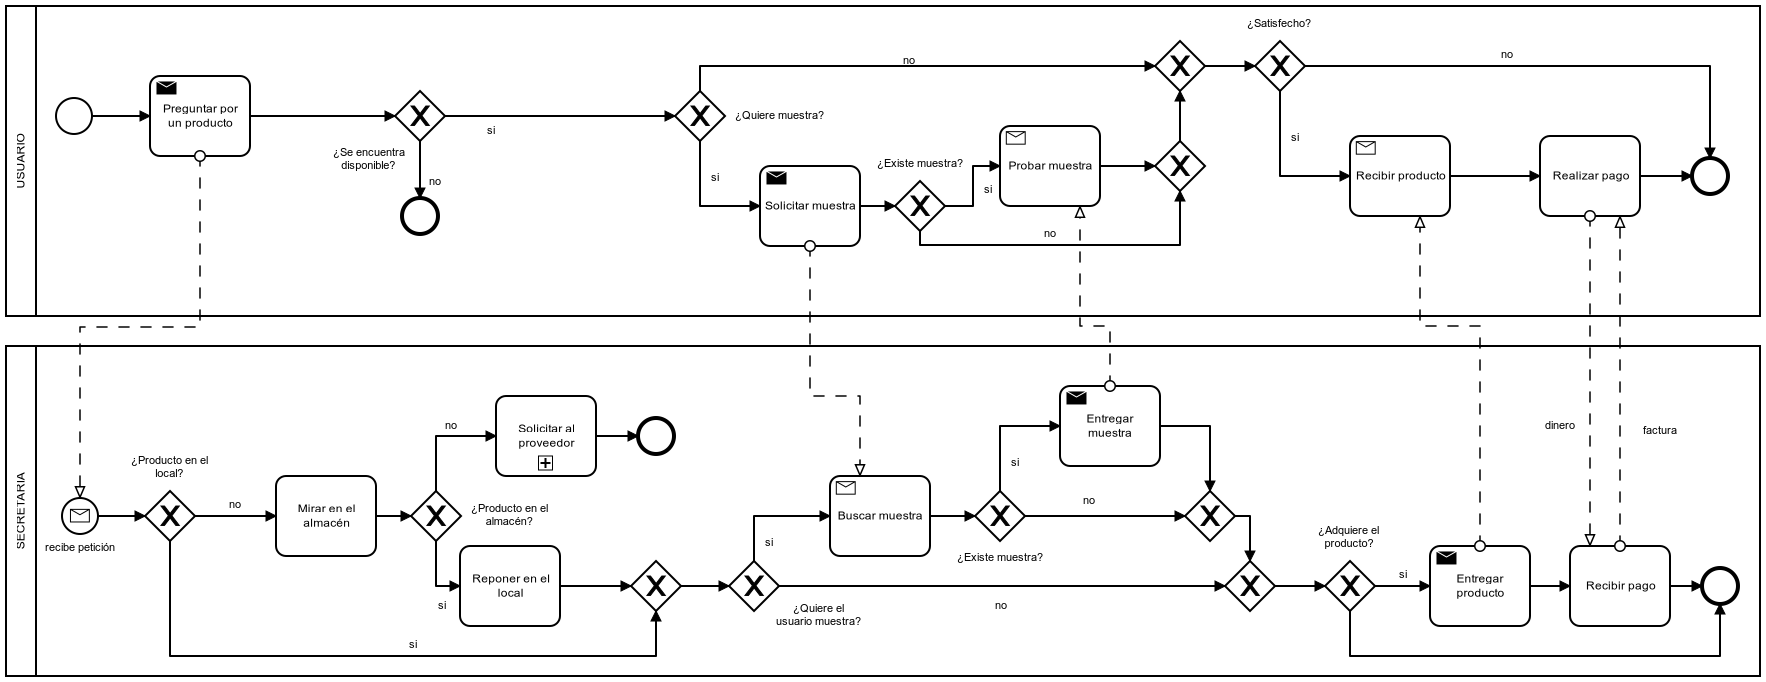 USUARIO
¿Satisfecho?
no
no
Preguntar por
un producto
si
¿Quiere muestra?
¿Se encuentra
disponible?
no
si
Solicitar muestra
¿Existe muestra?
si
Probar muestra
no
si
Recibir producto
Realizar pago
SECRETARIA
recibe petición
¿Producto en el
local?
no
Mirar en el
almacén
no
Solicitar al
proveedor
¿Producto en el
almacén?
si
Reponer en el
local
si
si
¿Quiere el
usuario muestra?
Buscar muestra
si
Entregar
muestra
no
¿Existe muestra?
no
¿Adquiere el
producto?
si
Entregar
producto
dinero
factura
Recibir pago